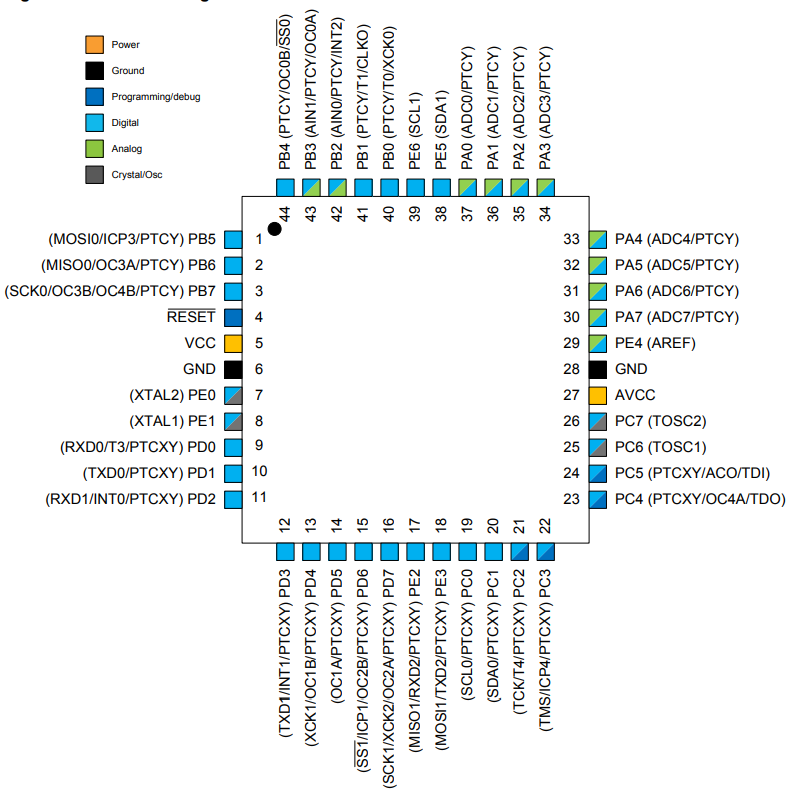 Power
Ground
Programming/debug
Digital
Analog
Crystal/Osc
PB4 (PTCY/OC0B/SS0)
PB3 (AIN1/PTCY/OC0A)
PB2 (AIN0/PTCY/INT2)
PB1 (PTCY/T1/CLKO)
PB0 (PTCY/T0/XCK0)
PE6 (SCL1)
PE5 (SDA1)
PA0 (ADC0/PTCY)
PA1 (ADC1/PTCY)
PA2 (ADC2/PTCY)
PA3 (ADC3/PTCY)
44 43 42 41 40 39 38 37 36 35 34
(MOSI0/ICP3/PTCY) PB5 1
(MISO0/OC3A/PTCY) PB6 2
(SCK0/OC3B/OC4B/PTCY) PB7 3
RESET 4
VCC 5
GND 6
(XTAL2) PE0 7
(XTAL1) PE1 8
(RXD0/T3/PTCXY) PD0 9
(TXD0/PTCXY) PD1 10
(RXD1/INT0/PTCXY) PD2 11
33 PA4 (ADC4/PTCY)
32 PA5 (ADC5/PTCY)
31 PA6 (ADC6/PTCY)
30 PA7 (ADC7/PTCY)
29 PE4 (AREF)
28 GND
27 AVCC
26 PC7 (TOSC2)
25 PC6 (TOSC1)
24 PC5 (PTCXY/ACO/TDI)
23 PC4 (PTCXY/OC4A/TDO)
12 13 14 15 16 17 18 19 20 21 22
(TXD1/INT1/PTCXY) PD3
(XCK1/OC1B/PTCXY) PD4
(OC1A/PTCXY) PD5
(SS1/ICP1/OC2B/PTCXY) PD6
(SCK1/XCK2/OC2A/PTCXY) PD7
(MISO1/RXD2/PTCXY) PE2
(MOSI1/TXD2/PTCXY) PE3
(SCL0/PTCXY) PC0
(SDA0/PTCXY) PC1
(TCK/T4/PTCXY) PC2
(TMS/ICP4/PTCXY) PC3